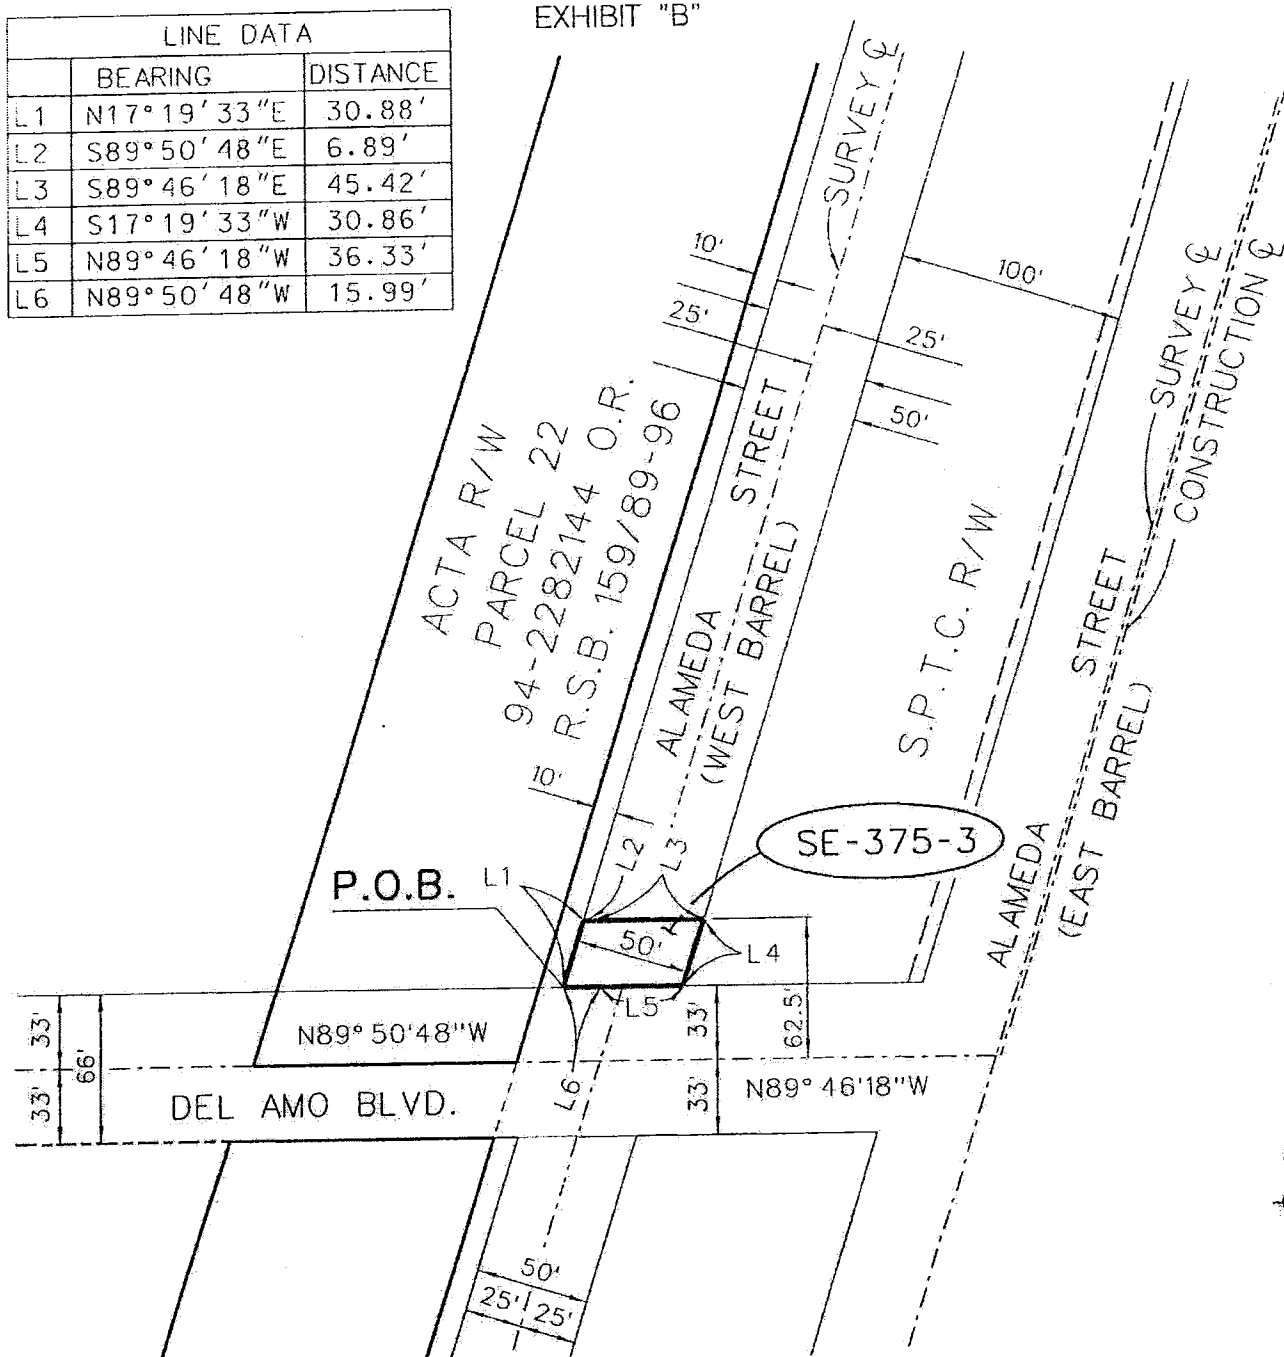 EXHIBIT "B"
LINE DATA
BEARING DISTANCE
L1 N17°19'33"E 30.88'
L2 S89°50'48"E 6.89'
L3 S89°46'18"E 45.42'
L4 S17°19'33"W 30.86'
L5 N89°46'18"W 36.33'
L6 N89°50'48"W 15.99'
SURVEY ℄
10'
100'
25'
25'
50'
SURVEY ℄
CONSTRUCTION ℄
ACTA R/W
PARCEL 22
94-2282144 O.R.
R.S.B. 159/89-96
ALAMEDA STREET
(WEST BARREL)
S.P.T.C. R/W
ALAMEDA STREET
(EAST BARREL)
10'
L2
L3
SE-375-3
P.O.B.
L1
50'
L4
L5
L6
33'
66'
33'
N89°50'48"W
33'
62.5'
33'
N89°46'18"W
DEL AMO BLVD.
50'
25' 25'